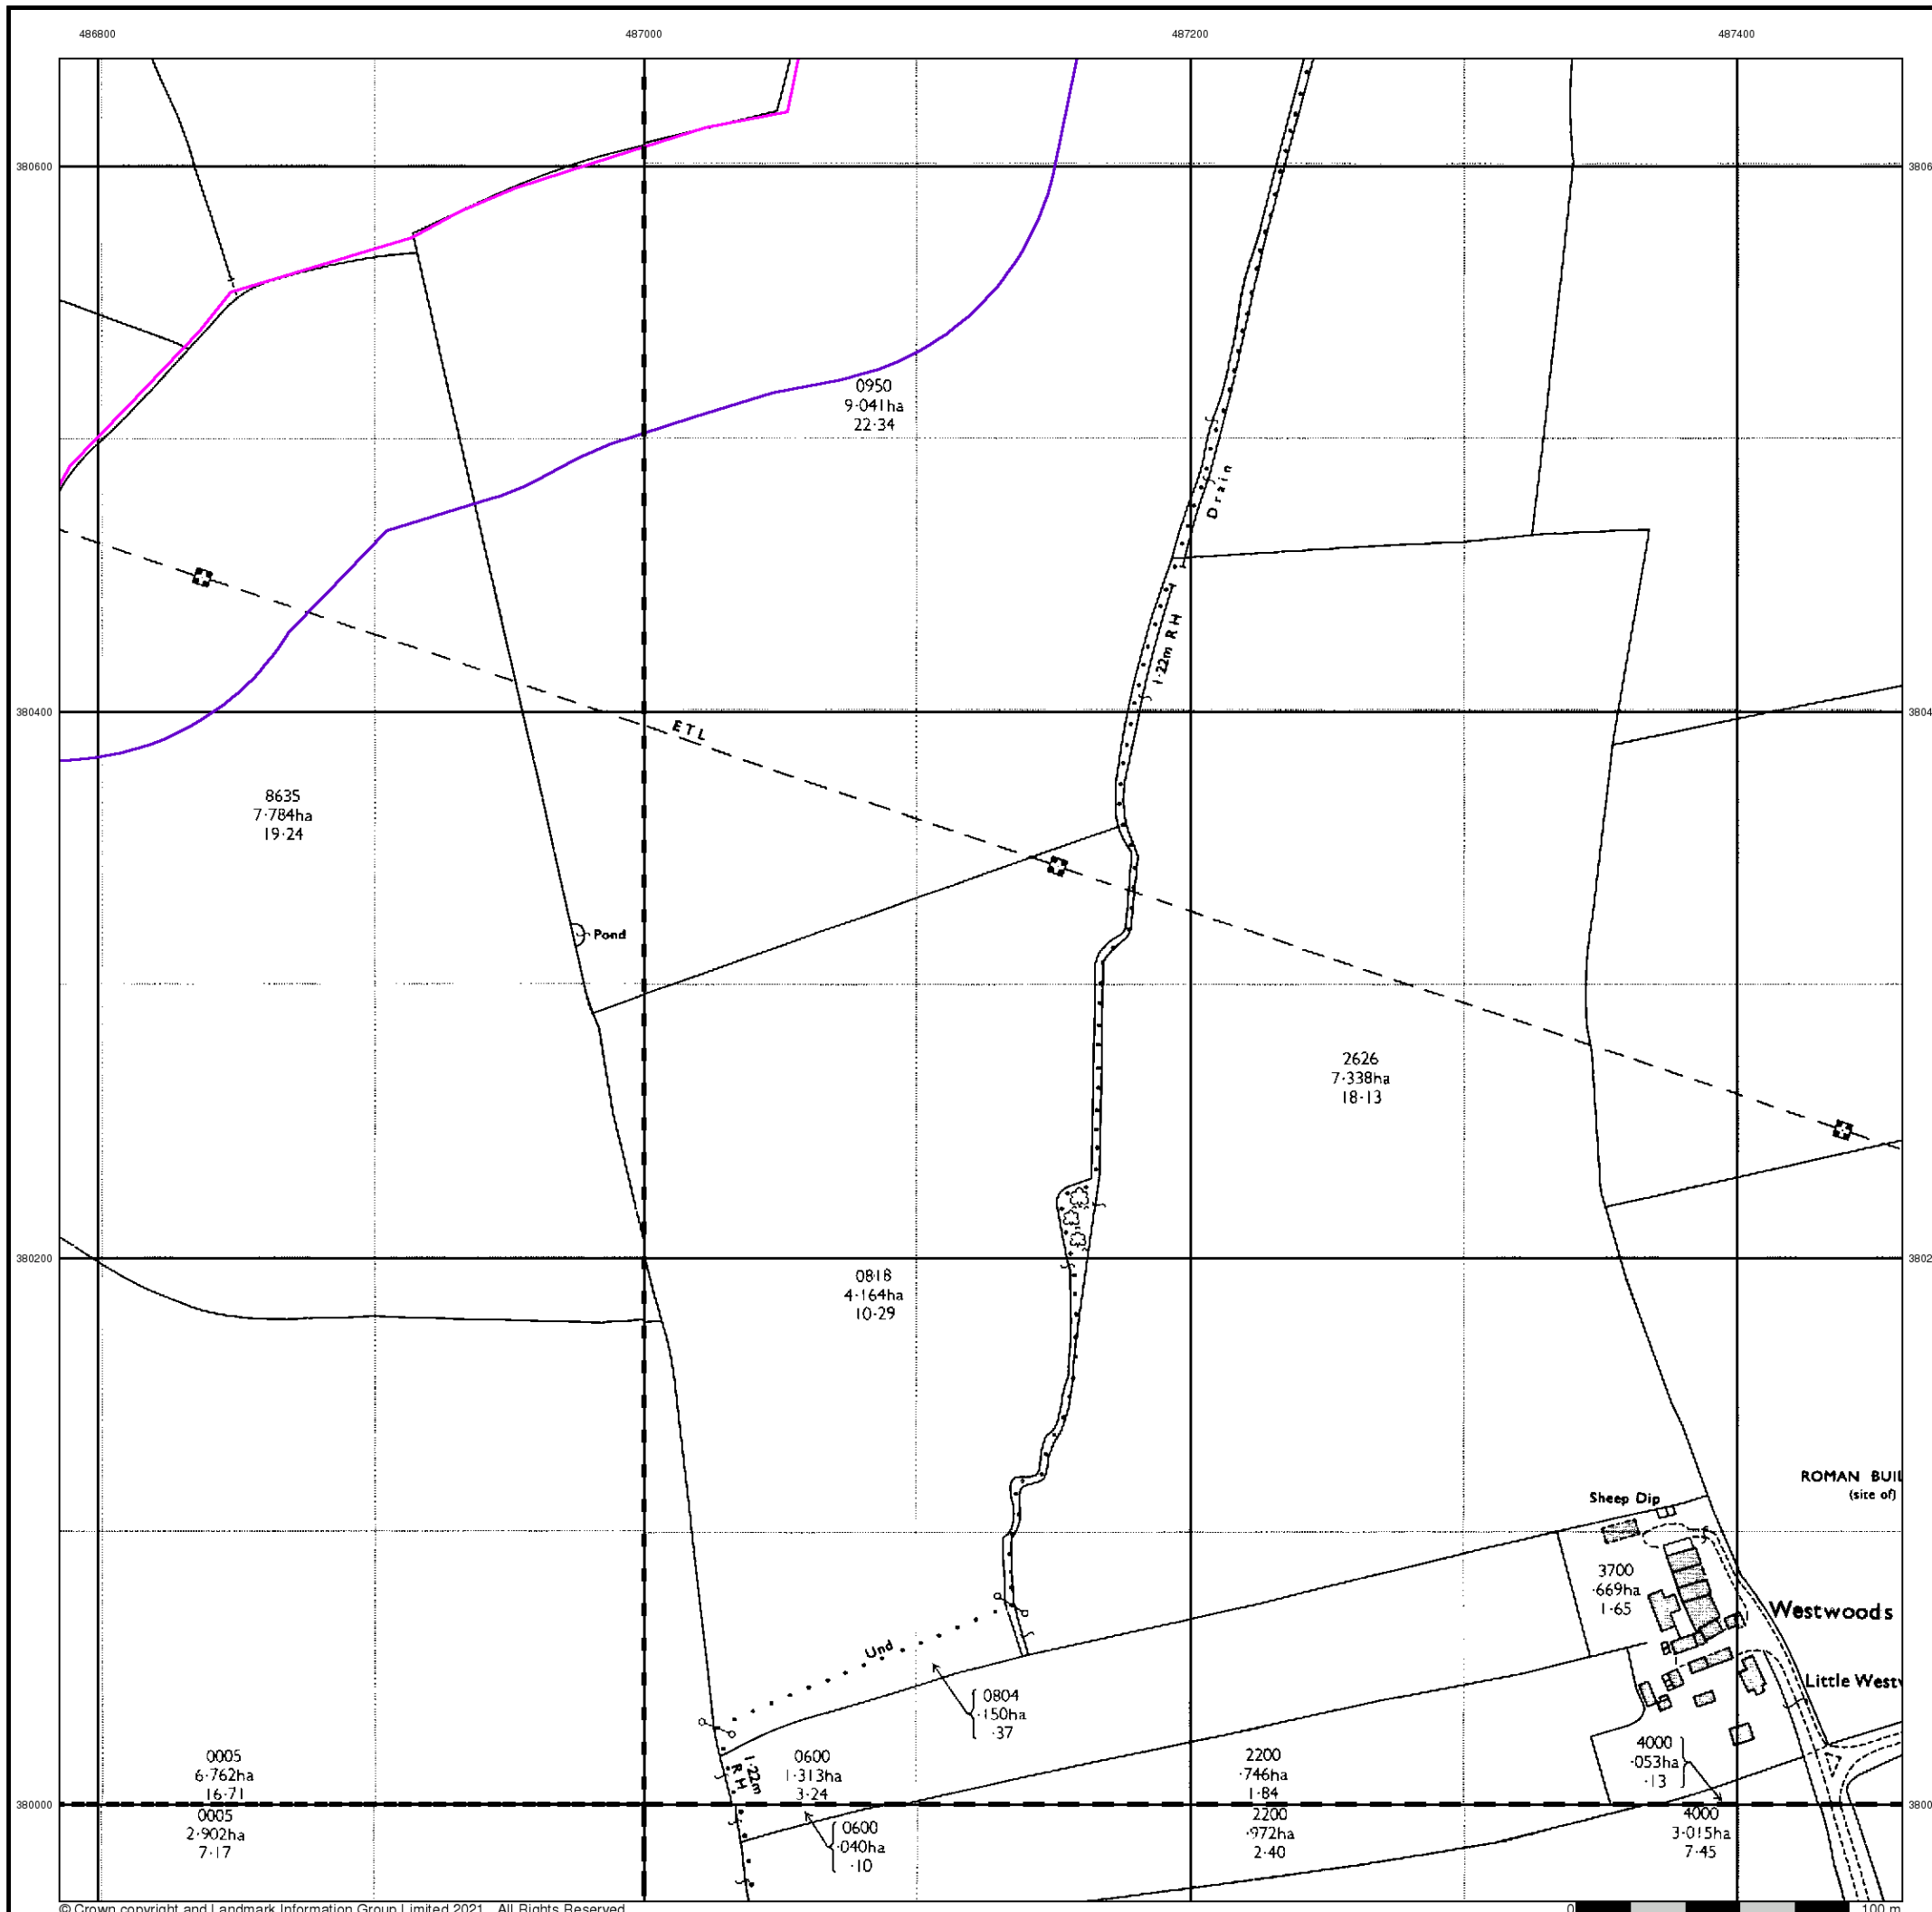 486800
487000
487200
487400
380600
3806
0950
9·041ha
22·34
Drain
1·22m RH
380400
3804
ETL
8635
7·784ha
19·24
Pond
2626
7·338ha
18·13
380200
3802
0818
4·164ha
10·29
ROMAN BUIL
(site of)
Sheep Dip
3700
·669ha
1·65
Westwoods
Und
Little Westw
0804
·150ha
·37
0005
6·762ha
16·71
1·22m
RH
0600
1·313ha
3·24
2200
·746ha
1·84
4000
·053ha
·13
380000
3800
0005
2·902ha
7·17
0600
·040ha
·10
2200
·972ha
2·40
4000
3·015ha
7·45
© Crown copyright and Landmark Information Group Limited 2021. All Rights Reserved.
0
100 m